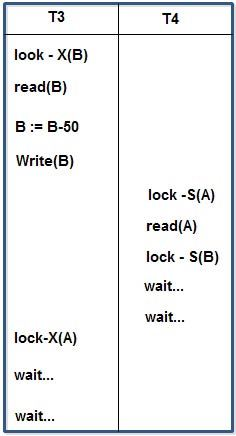 T3 T4
look - X(B)
read(B)
B := B-50
Write(B)
lock -S(A)
read(A)
lock - S(B)
wait...
wait...
lock-X(A)
wait...
wait...